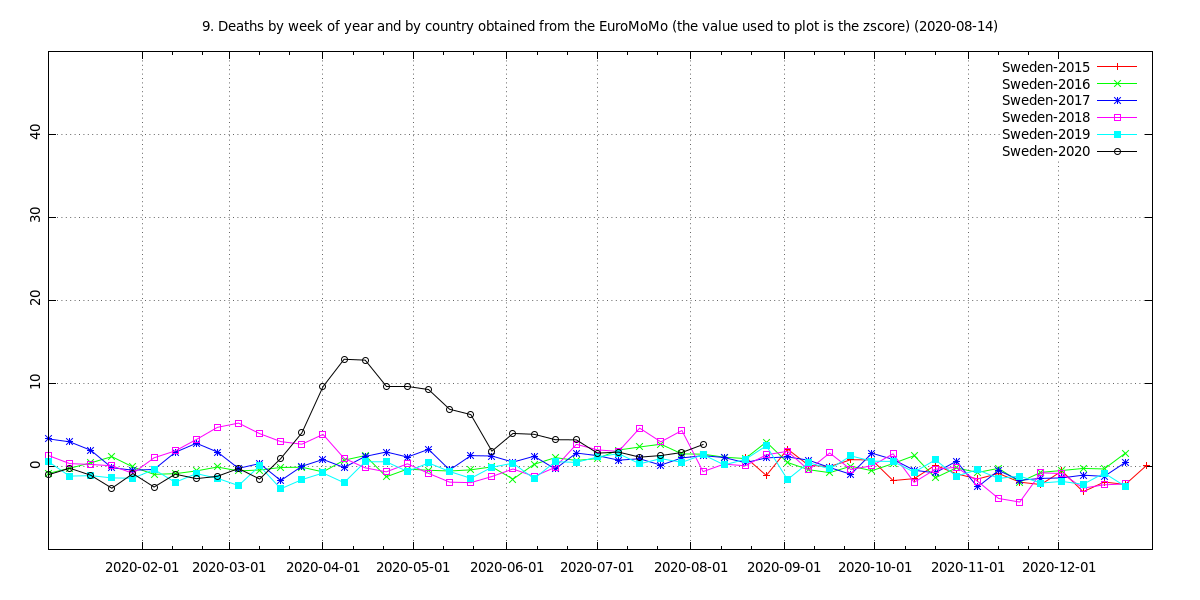 9. Deaths by week of year and by country obtained from the EuroMoMo (the value used to plot is the zscore) (2020-08-14)
Sweden-2015
Sweden-2016
Sweden-2017
Sweden-2018
Sweden-2019
Sweden-2020
40
30
20
10
0
2020-02-01 2020-03-01 2020-04-01 2020-05-01 2020-06-01 2020-07-01 2020-08-01 2020-09-01 2020-10-01 2020-11-01 2020-12-01